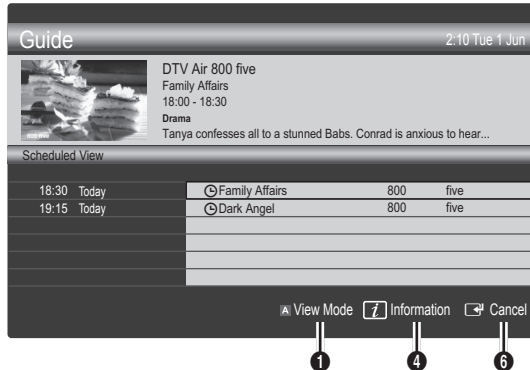 Guide
2:10 Tue 1 Jun
DTV Air 800 five
Family Affairs
18:00 - 18:30
Drama
Tanya confesses all to a stunned Babs. Conrad is anxious to hear...
800 five
Scheduled View
18:30 Today Family Affairs 800 five
19:15 Today Dark Angel 800 five
A View Mode i Information Cancel
1 4 6